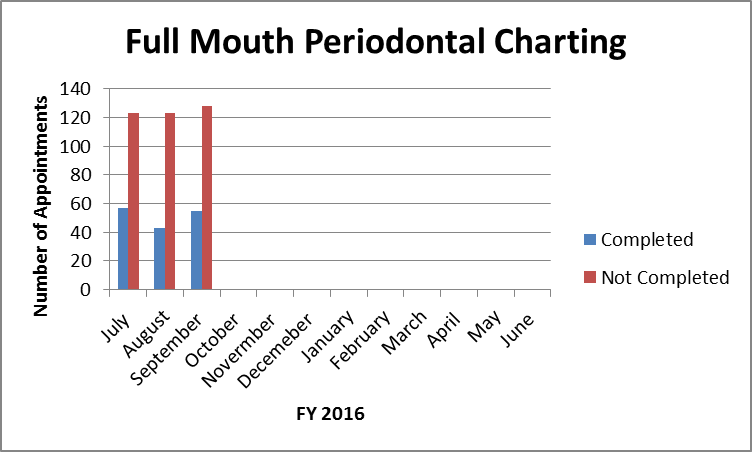 Full Mouth Periodontal Charting
Number of Appointments
140
120
100
80
60
40
20
0
July
August
September
October
Novermber
Decemeber
January
February
March
April
May
June
FY 2016
Completed
Not Completed